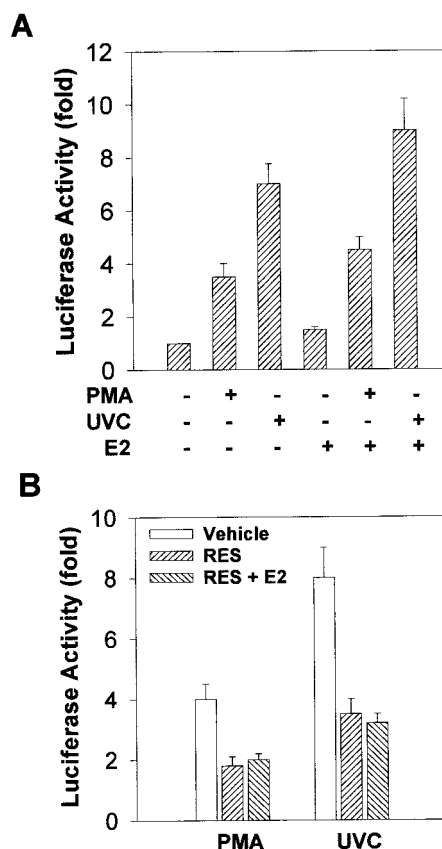 A
Luciferase Activity (fold)
12
10
8
6
4
2
0
PMA - + - - + -
UVC - - + - - +
E2 - - - + + +
B
Luciferase Activity (fold)
10
8
6
4
2
0
Vehicle
RES
RES + E2
PMA UVC